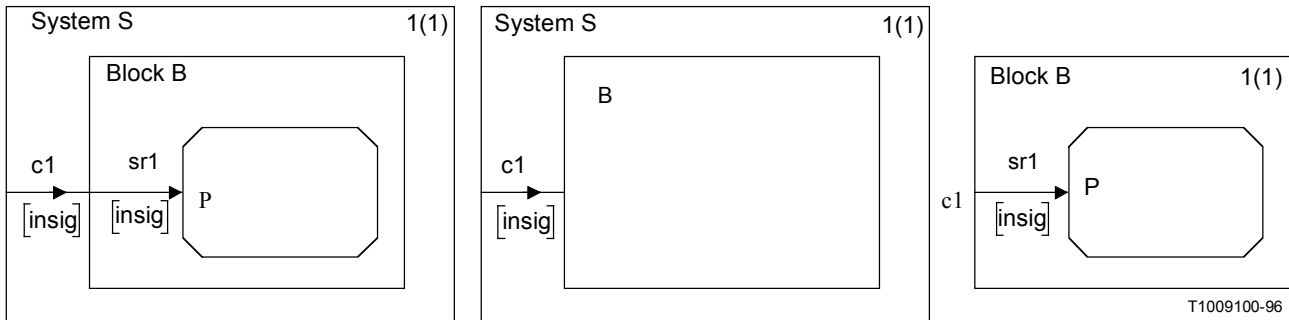 System S 1(1)
Block B
c1
sr1
P
[insig]
[insig]
System S 1(1)
B
c1
[insig]
Block B 1(1)
sr1
c1
P
[insig]
T1009100-96